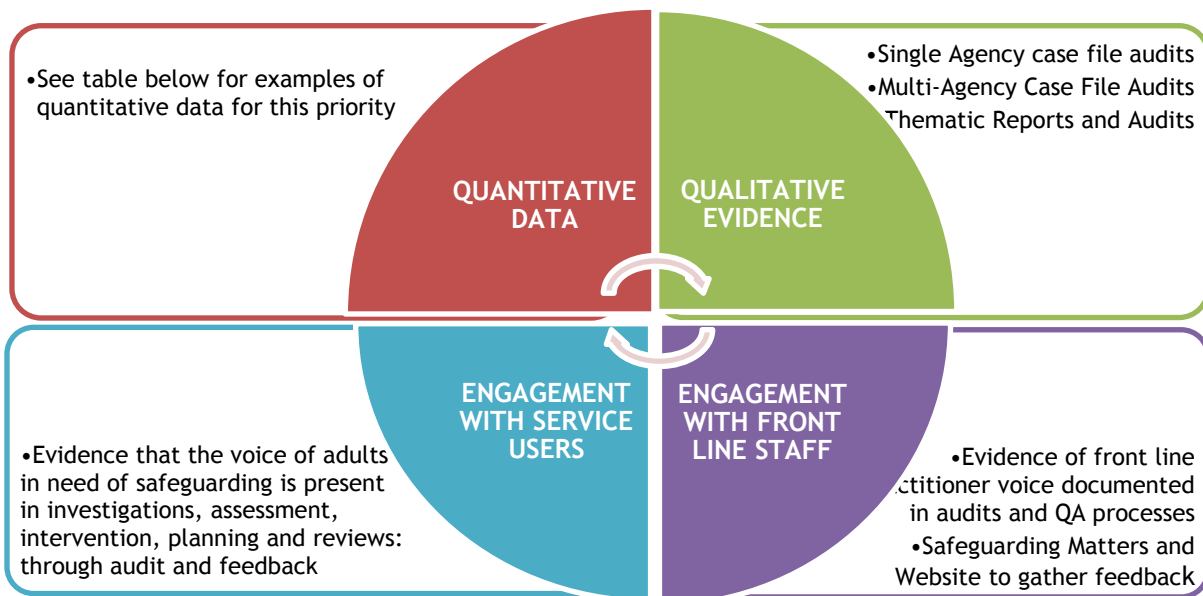 •See table below for examples of
quantitative data for this priority
•Single Agency case file audits
•Multi-Agency Case File Audits
Thematic Reports and Audits
QUANTITATIVE
DATA
QUALITATIVE
EVIDENCE
ENGAGEMENT
WITH SERVICE
USERS
ENGAGEMENT
WITH FRONT
LINE STAFF
•Evidence that the voice of adults
in need of safeguarding is present
in investigations, assessment,
intervention, planning and reviews:
through audit and feedback
•Evidence of front line
voice documented
in audits and QA processes
•Safeguarding Matters and
Website to gather feedback